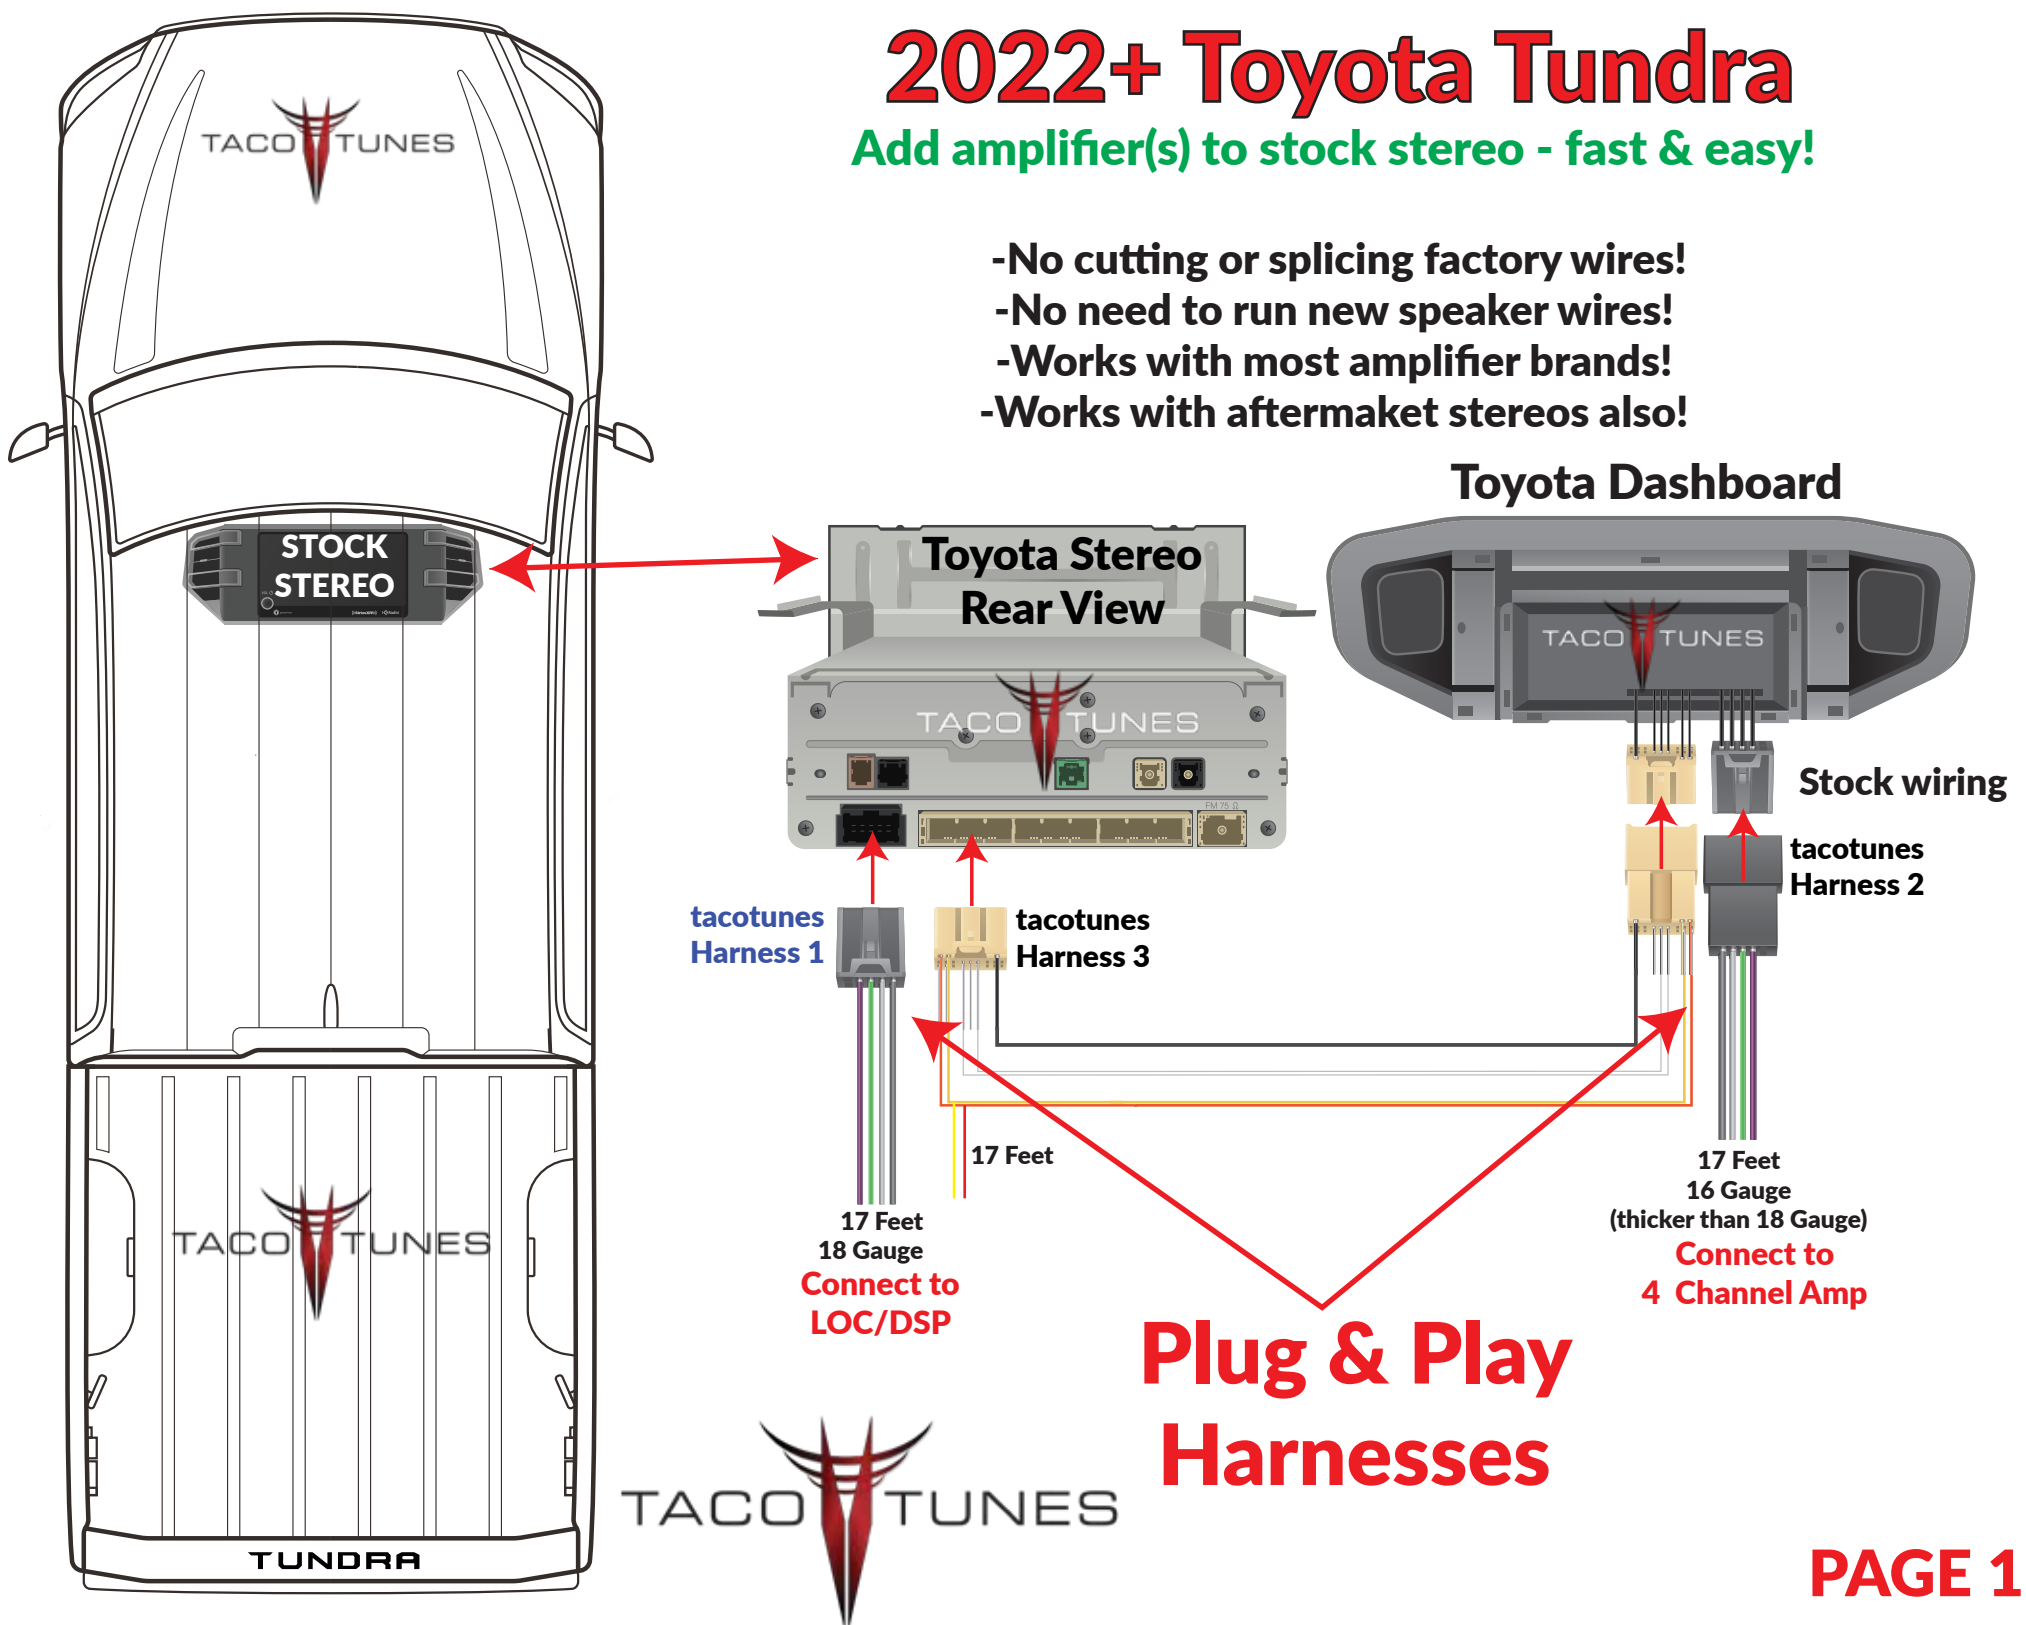 2022+ Toyota Tundra
Add amplifier(s) to stock stereo - fast & easy!
-No cutting or splicing factory wires!
-No need to run new speaker wires!
-Works with most amplifier brands!
-Works with aftermaket stereos also!
TACO TUNES
STOCK
STEREO
Toyota Stereo
Rear View
TACO TUNES
FM 75 Ω
Toyota Dashboard
TACO TUNES
Stock wiring
tacotunes
Harness 2
tacotunes
Harness 1
tacotunes
Harness 3
17 Feet
17 Feet
18 Gauge
Connect to
LOC/DSP
17 Feet
16 Gauge
(thicker than 18 Gauge)
Connect to
4 Channel Amp
Plug & Play
Harnesses
TACO TUNES
TUNDRA
TACO TUNES
PAGE 1